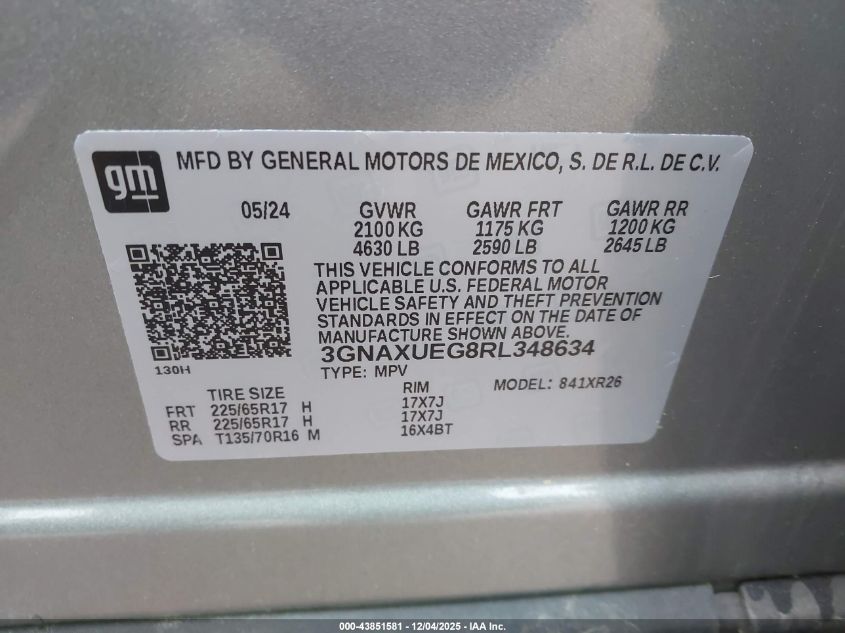 gm
MFD BY GENERAL MOTORS DE MEXICO, S. DE R.L. DE C.V.
05/24 GVWR GAWR FRT GAWR RR
2100 KG 1175 KG 1200 KG
4630 LB 2590 LB 2645 LB
THIS VEHICLE CONFORMS TO ALL
APPLICABLE U.S. FEDERAL MOTOR
VEHICLE SAFETY AND THEFT PREVENTION
STANDARDS IN EFFECT ON THE DATE OF
MANUFACTURE SHOWN ABOVE.
3GNAXUEG8RL348634
130H
TYPE: MPV
TIRE SIZE RIM MODEL: 841XR26
FRT 225/65R17 H 17X7J
RR 225/65R17 H 17X7J
SPA T135/70R16 M 16X4BT
000-43851581 - 12/04/2025 - IAA Inc.